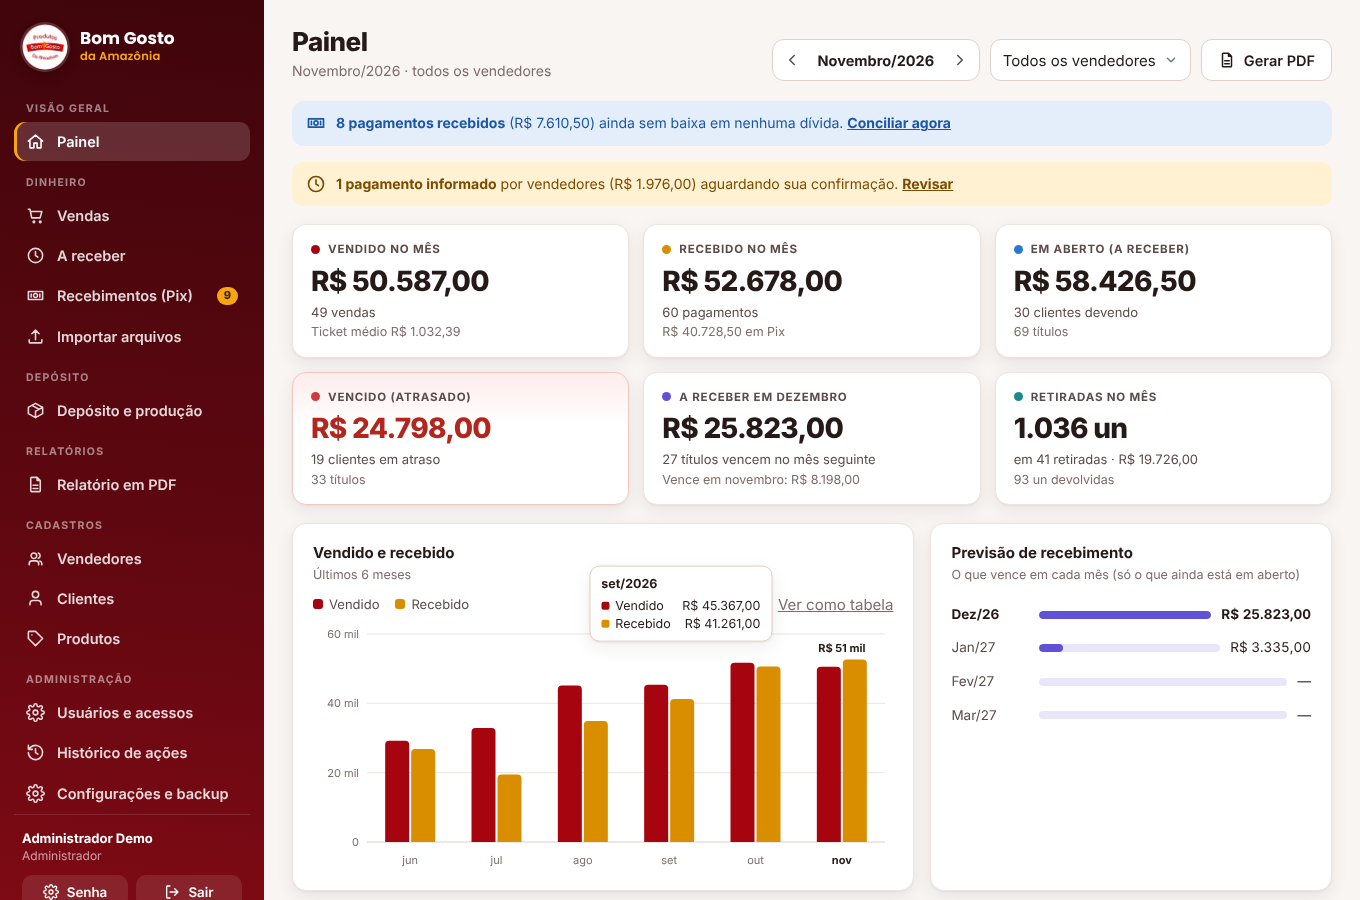 Produtos
Bom Gosto
Da Amazônia
Bom Gosto
da Amazônia
VISÃO GERAL
Painel
DINHEIRO
Vendas
A receber
Recebimentos (Pix) 9
Importar arquivos
DEPÓSITO
Depósito e produção
RELATÓRIOS
Relatório em PDF
CADASTROS
Vendedores
Clientes
Produtos
ADMINISTRAÇÃO
Usuários e acessos
Histórico de ações
Configurações e backup
Administrador Demo
Administrador
Senha Sair
Painel
Novembro/2026 · todos os vendedores
Novembro/2026 Todos os vendedores Gerar PDF
8 pagamentos recebidos (R$ 7.610,50) ainda sem baixa em nenhuma dívida. Conciliar agora
1 pagamento informado por vendedores (R$ 1.976,00) aguardando sua confirmação. Revisar
VENDIDO NO MÊS
R$ 50.587,00
49 vendas
Ticket médio R$ 1.032,39
RECEBIDO NO MÊS
R$ 52.678,00
60 pagamentos
R$ 40.728,50 em Pix
EM ABERTO (A RECEBER)
R$ 58.426,50
30 clientes devendo
69 títulos
VENCIDO (ATRASADO)
R$ 24.798,00
19 clientes em atraso
33 títulos
A RECEBER EM DEZEMBRO
R$ 25.823,00
27 títulos vencem no mês seguinte
Vence em novembro: R$ 8.198,00
RETIRADAS NO MÊS
1.036 un
em 41 retiradas · R$ 19.726,00
93 un devolvidas
Vendido e recebido
Últimos 6 meses
Vendido Recebido
Ver como tabela
set/2026
Vendido R$ 45.367,00
Recebido R$ 41.261,00
60 mil
R$ 51 mil
40 mil
20 mil
0
jun jul ago set out nov
Previsão de recebimento
O que vence em cada mês (só o que ainda está em aberto)
Dez/26 R$ 25.823,00
Jan/27 R$ 3.335,00
Fev/27 —
Mar/27 —